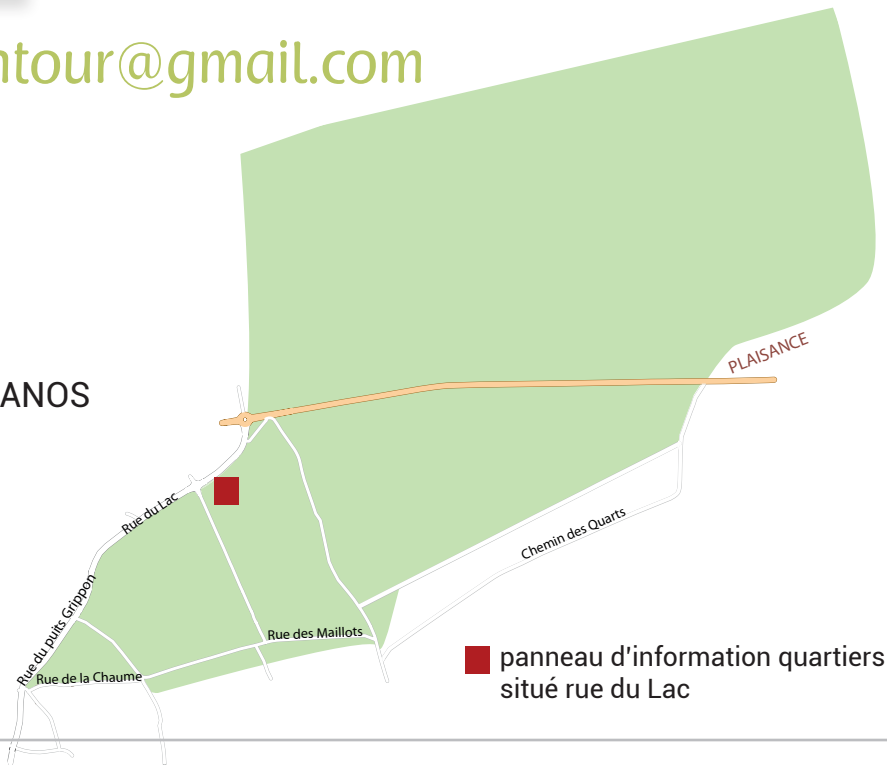 ntour@gmail.com
PLAISANCE
ANOS
Rue du Lac
Chemin des Quarts
Rue du puits Grippon
Rue des Maillots
Rue de la Chaume
panneau d'information quartiers
situé rue du Lac